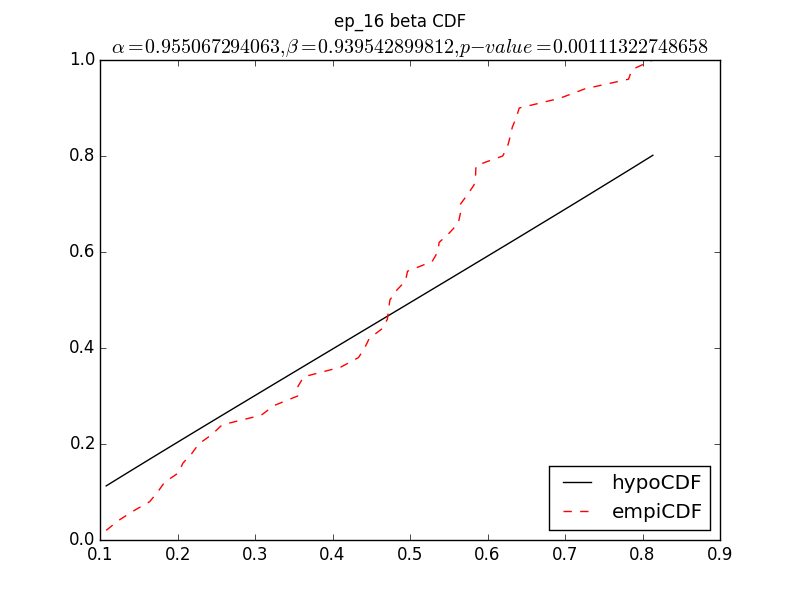 ep_16 beta CDF
α=0.955067294063,β=0.939542899812,p−value=0.00111322748658
1.0
0.8
0.6
0.4
0.2
0.0
0.1 0.2 0.3 0.4 0.5 0.6 0.7 0.8 0.9
hypoCDF
empiCDF